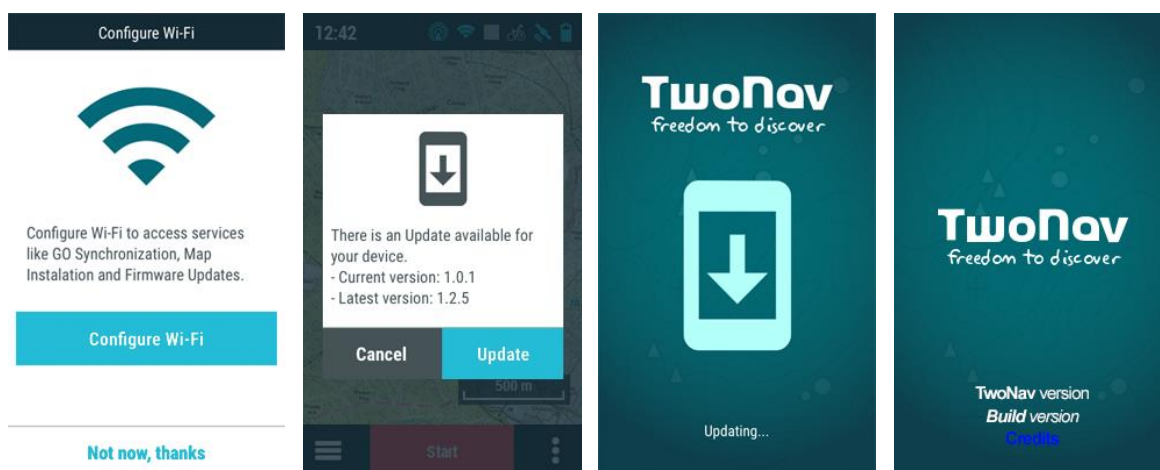 Configure Wi-Fi
Configure Wi-Fi to access services
like GO Synchronization, Map
Instalation and Firmware Updates.
Configure Wi-Fi
Not now, thanks
12:42
There is an Update available for
your device.
- Current version: 1.0.1
- Latest version: 1.2.5
Cancel
Update
500 m
Start
TwoNav
freedom to discover
Updating...
TwoNav
freedom to discover
TwoNav version
Build version
Credits